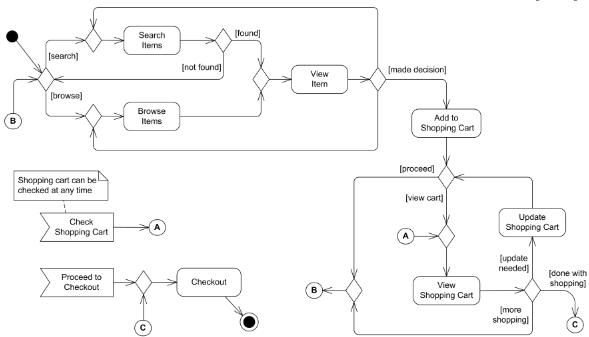 Search
Items
[found]
[search]
[not found]
[made decision]
View
Item
[browse]
B
Browse
Items
Add to
Shopping Cart
[proceed]
Shopping cart can be
checked at any time
[view cart]
Check
Shopping Cart
A
A
Update
Shopping Cart
[update
needed]
[done with
shopping]
Proceed to
Checkout
Checkout
B
View
Shopping Cart
[more
shopping]
C
C